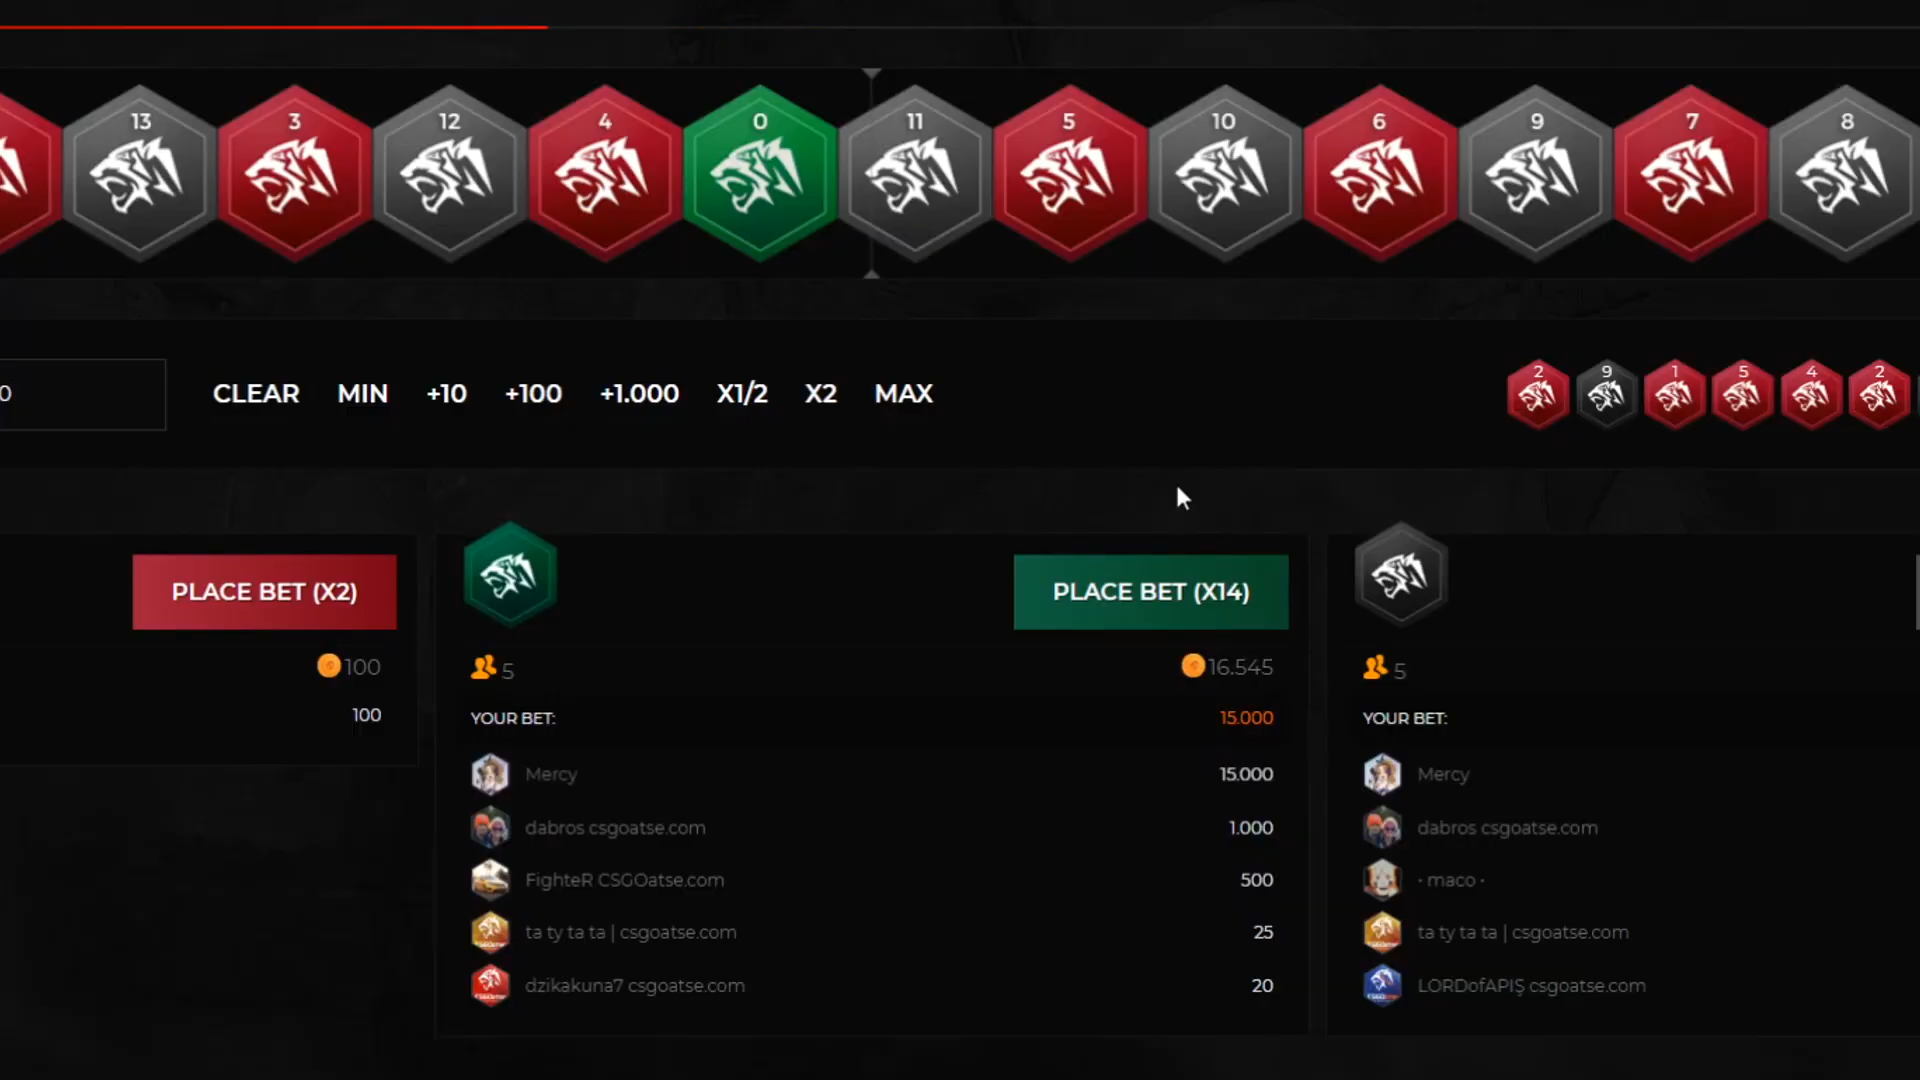 13 3 12 4 0 11 5 10 6 9 7 8
0 CLEAR MIN +10 +100 +1.000 X1/2 X2 MAX 2 9 1 5 4 2
PLACE BET (X2)
100
100
PLACE BET (X14)
5 16.545
YOUR BET: 15.000
Mercy 15.000
dabros csgoatse.com 1.000
FighteR CSGOatse.com 500
ta ty ta ta | csgoatse.com 25
dzikakuna7 csgoatse.com 20
5
YOUR BET:
Mercy
dabros csgoatse.com
• maco •
ta ty ta ta | csgoatse.com
LORDofAPIŞ csgoatse.com